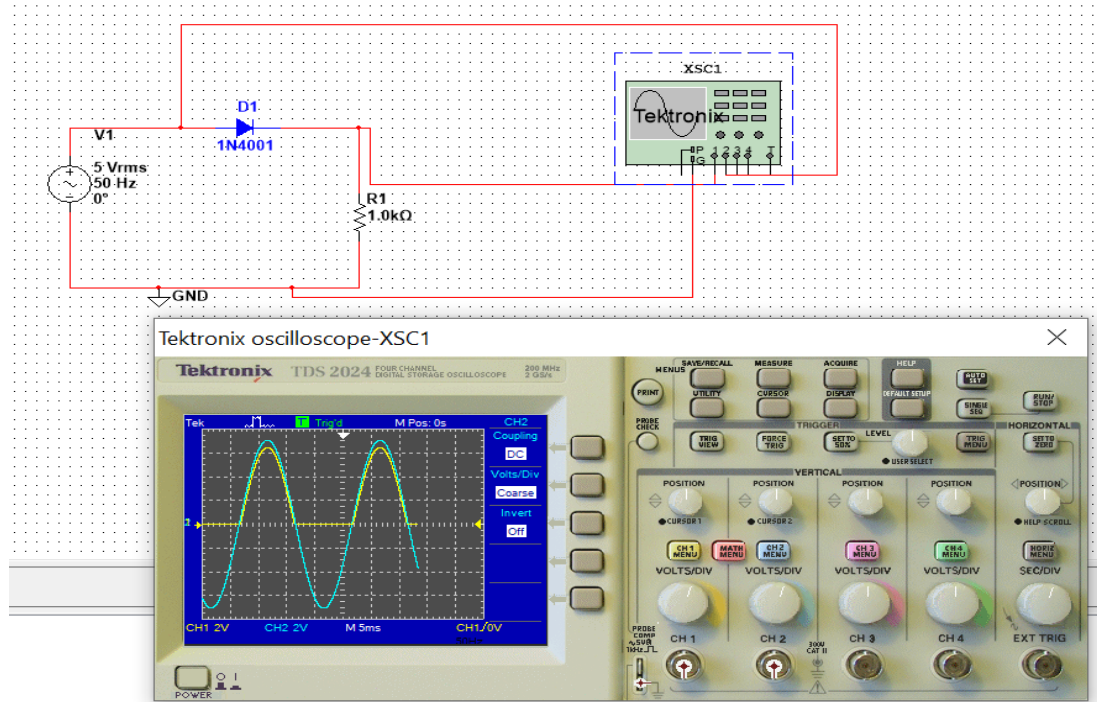 XSC1
Tektronix
P
G
1 2 3 4 T
D1
1N4001
V1
5 Vrms
50 Hz
0°
R1
1.0kΩ
GND
Tektronix oscilloscope-XSC1
Tektronix TDS 2024 FOUR CHANNEL DIGITAL STORAGE OSCILLOSCOPE 200 MHz 2 GS/s
Tek T Trig'd M Pos: 0s CH2
Coupling
DC
Volts/Div
Coarse
Invert
Off
CH1 2V CH2 2V M 5ms CH1/0V
POWER
MENUS
SAVE/RECALL MEASURE ACQUIRE HELP
UTILITY CURSOR DISPLAY DEFAULT SETUP
AUTO SET
SINGLE SEQ
RUN/ STOP
PRINT
PROBE CHECK
TRIGGER
TRIG VIEW
FORCE TRIG
SET TO 50%
LEVEL
USER SELECT
TRIG MENU
HORIZONTAL
SET TO ZERO
VERTICAL
POSITION POSITION POSITION POSITION POSITION
CURSOR 1 CURSOR 2 HELP SCROLL
CH 1 MENU
MATH MENU
CH 2 MENU
CH 3 MENU
CH 4 MENU
HORIZ MENU
VOLTS/DIV VOLTS/DIV VOLTS/DIV VOLTS/DIV SEC/DIV
PROBE COMP
~5V@
1kHz
CH 1 CH 2 300V CAT II CH 3 CH 4 EXT TRIG